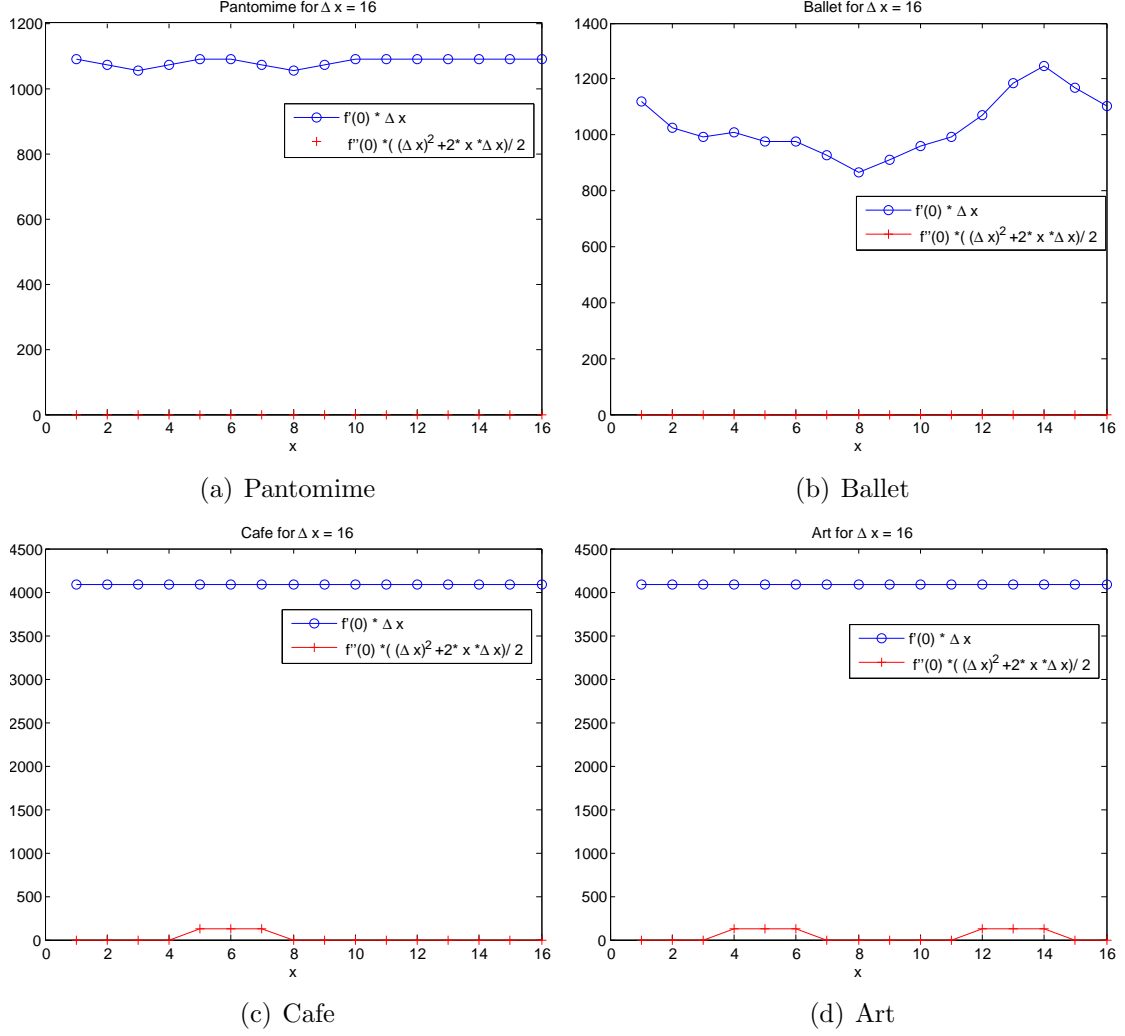 Pantomime for Δ x = 16
1200
1000
800
600
400
200
0
f'(0) * Δ x
f''(0) *( (Δ x)² +2* x *Δ x)/ 2
0 2 4 6 8 10 12 14 16
x
(a) Pantomime
Ballet for Δ x = 16
1400
1200
1000
800
600
400
200
0
f'(0) * Δ x
f''(0) *( (Δ x)² +2* x *Δ x)/ 2
0 2 4 6 8 10 12 14 16
x
(b) Ballet
Cafe for Δ x = 16
4500
4000
3500
3000
2500
2000
1500
1000
500
0
f'(0) * Δ x
f''(0) *( (Δ x)² +2* x *Δ x)/ 2
0 2 4 6 8 10 12 14 16
x
(c) Cafe
Art for Δ x = 16
4500
4000
3500
3000
2500
2000
1500
1000
500
0
f'(0) * Δ x
f''(0) *( (Δ x)² +2* x *Δ x)/ 2
0 2 4 6 8 10 12 14 16
x
(d) Art